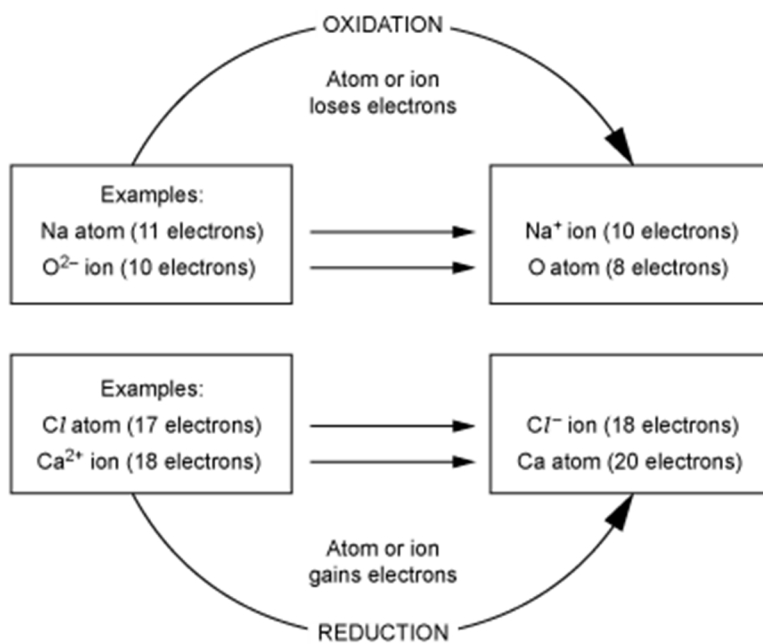 OXIDATION
Atom or ion
loses electrons
Examples:
Na atom (11 electrons)
O²⁻ ion (10 electrons)
Na⁺ ion (10 electrons)
O atom (8 electrons)
Examples:
Cl atom (17 electrons)
Ca²⁺ ion (18 electrons)
Cl⁻ ion (18 electrons)
Ca atom (20 electrons)
Atom or ion
gains electrons
REDUCTION